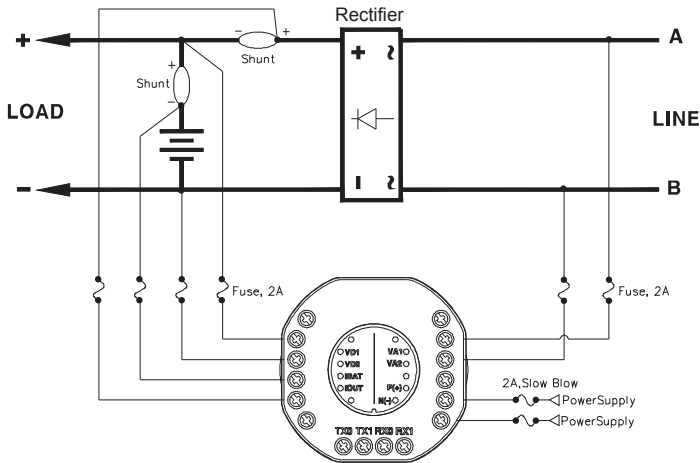 Rectifier
+
-
+
Shunt
A
+
~
+
Shunt
-
LOAD
LINE
-
-
~
B
Fuse, 2A
Fuse, 2A
VD1
VA1
VD2
VA2
IBAT
IOUT
P(+)
N(-)
2A,Slow Blow
PowerSupply
PowerSupply
TX0 TX1 RX0 RX1